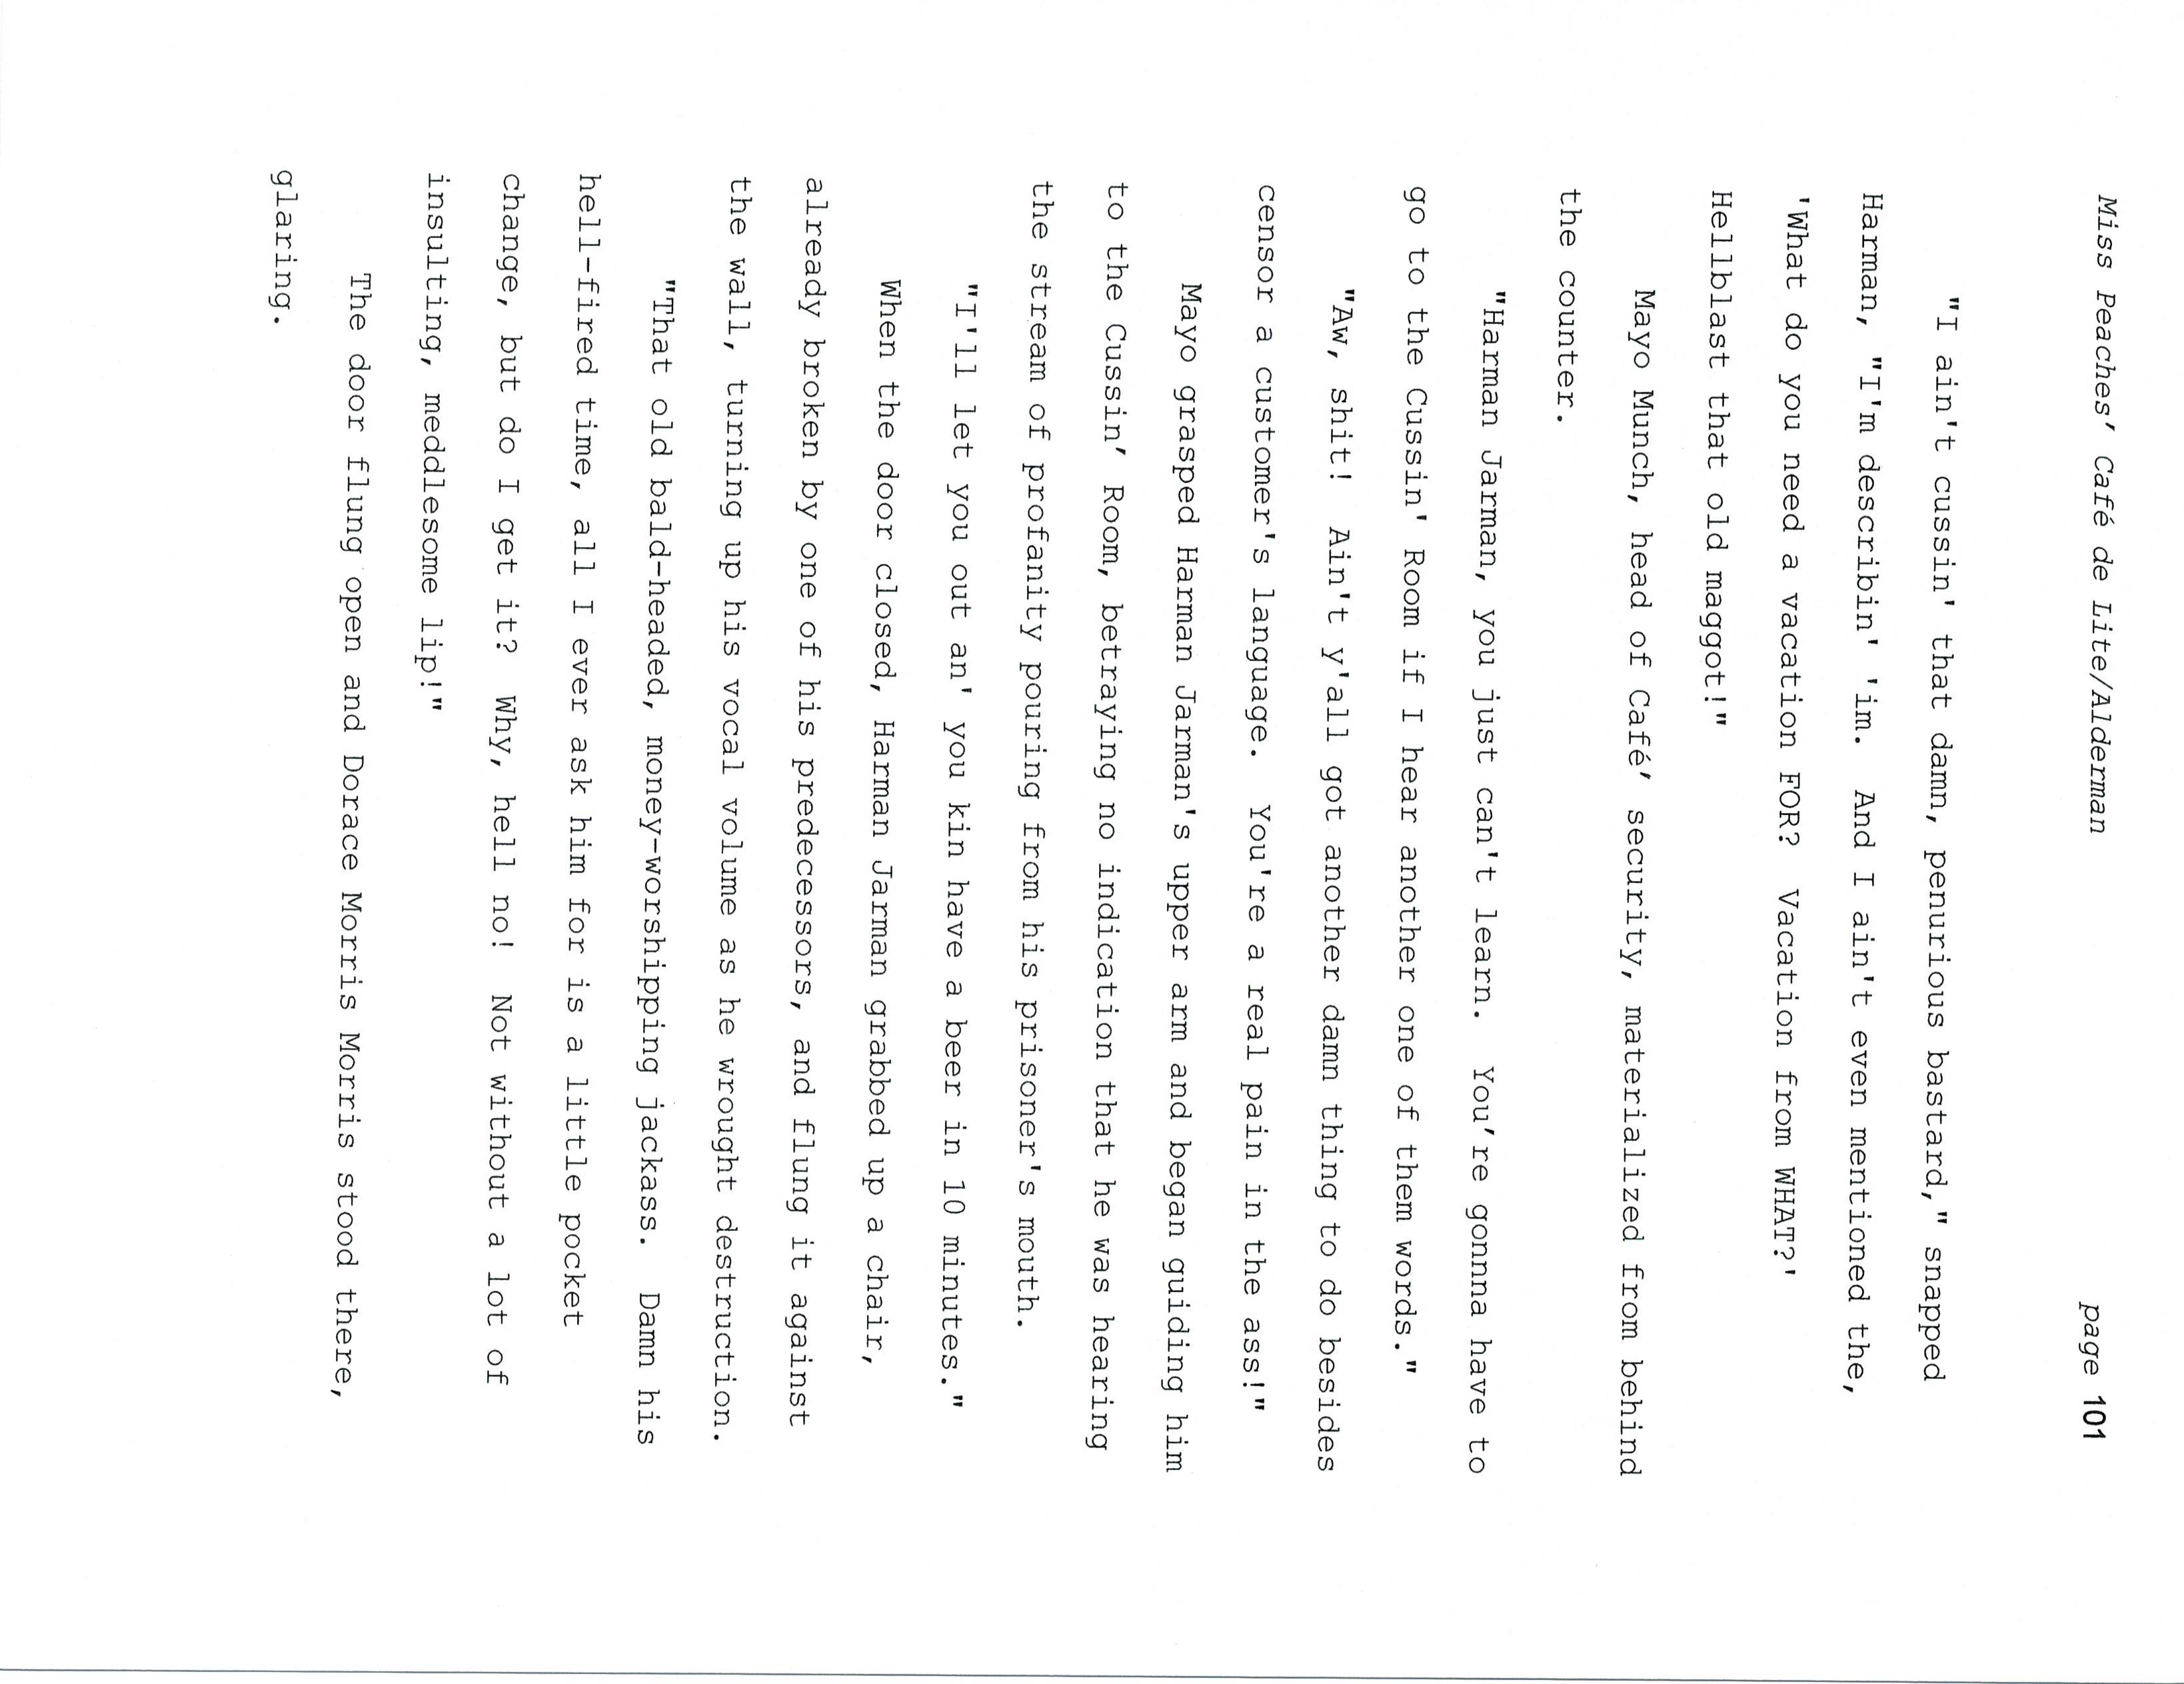 Miss Peaches’ Café de Lite/Alderman page 101
"I ain't cussin' that damn, penurious bastard," snapped
Harman, "I'm describin' 'im.  And I ain't even mentioned the,
'What do you need a vacation FOR?  Vacation from WHAT?'
Hellblast that old maggot!"
Mayo Munch, head of Café’ security, materialized from behind
the counter.
"Harman Jarman, you just can't learn.  You’re gonna have to
go to the Cussin' Room if I hear another one of them words."
"Aw, shit!  Ain't y'all got another damn thing to do besides
censor a customer's language.  You're a real pain in the ass!"
Mayo grasped Harman Jarman's upper arm and began guiding him
to the Cussin’ Room, betraying no indication that he was hearing
the stream of profanity pouring from his prisoner's mouth.
"I'll let you out an' you kin have a beer in 10 minutes."
When the door closed, Harman Jarman grabbed up a chair,
already broken by one of his predecessors, and flung it against
the wall, turning up his vocal volume as he wrought destruction.
"That old bald-headed, money-worshipping jackass.  Damn his
hell-fired time, all I ever ask him for is a little pocket
change, but do I get it?  Why, hell no!  Not without a lot of
insulting, meddlesome lip!"
The door flung open and Dorace Morris Morris stood there,
glaring.